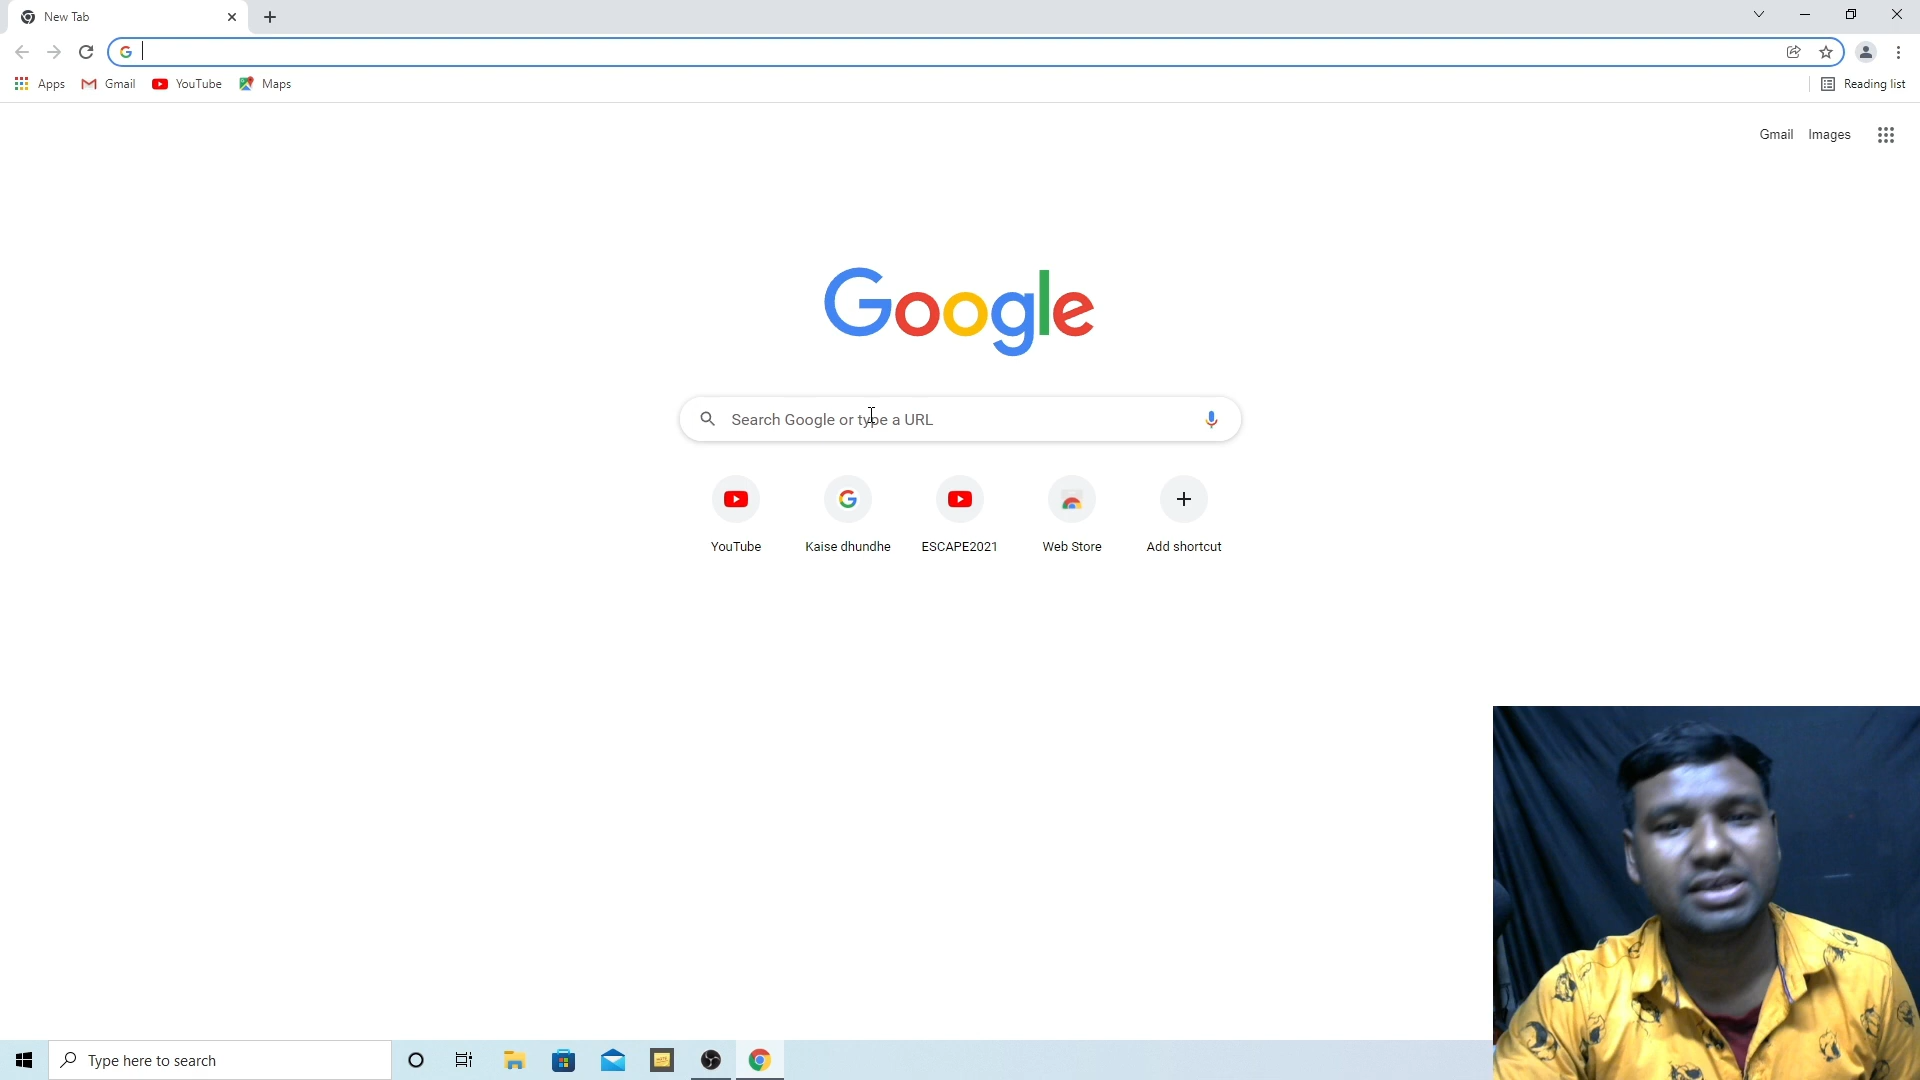 New Tab
Apps Gmail YouTube Maps Reading list
Gmail Images
Google
Search Google or type a URL
YouTube Kaise dhundhe ESCAPE2021 Web Store Add shortcut
Type here to search